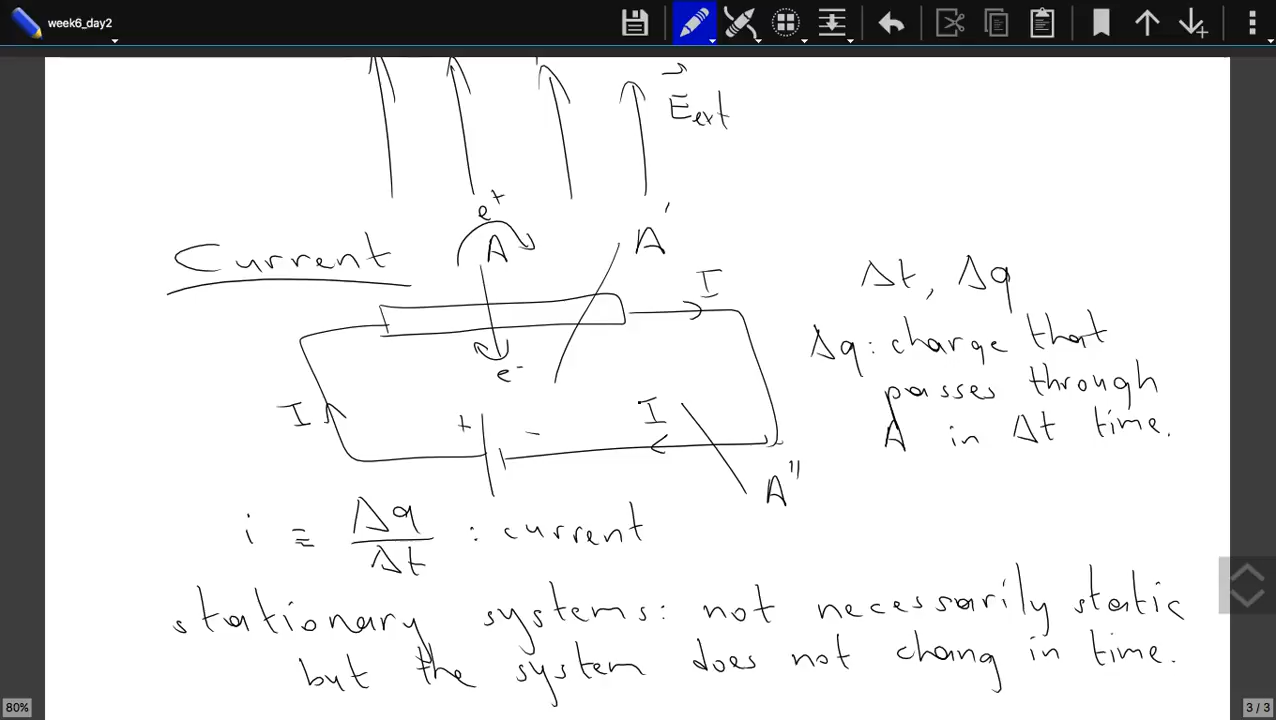 week6_day2
E⃗ext
e+
A
A'
Current
I
Δt, Δq
Δq: charge that
passes through
A in Δt time.
e-
I
+
-
I
A"
i ≡ Δq/Δt : current
stationary systems: not necessarily static
but the system does not chang in time.
80%
3 / 3